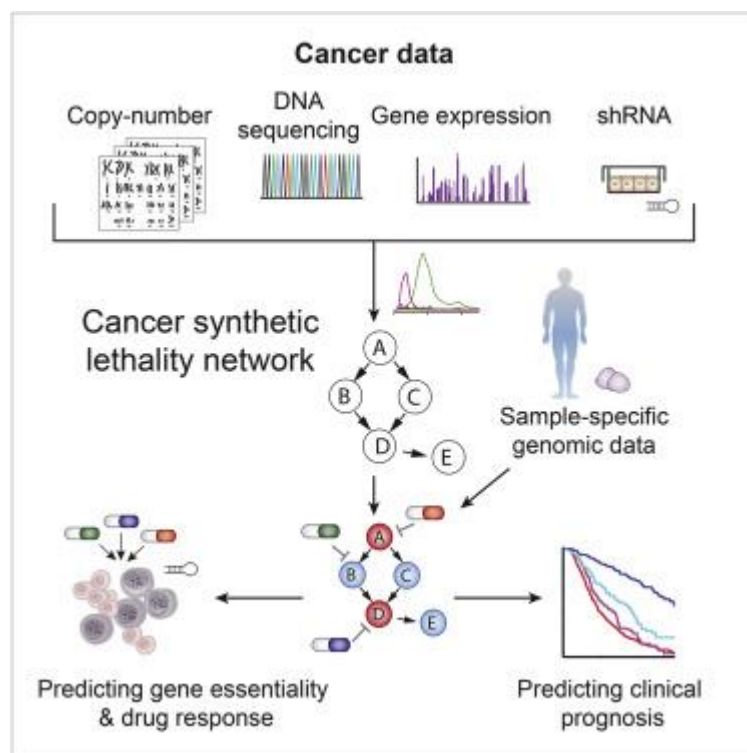 Cancer data
Copy-number
DNA
sequencing
Gene expression
shRNA
Cancer synthetic
lethality network
A
B
C
D
E
Sample-specific
genomic data
A
B
C
D
E
Predicting gene essentiality
& drug response
Predicting clinical
prognosis